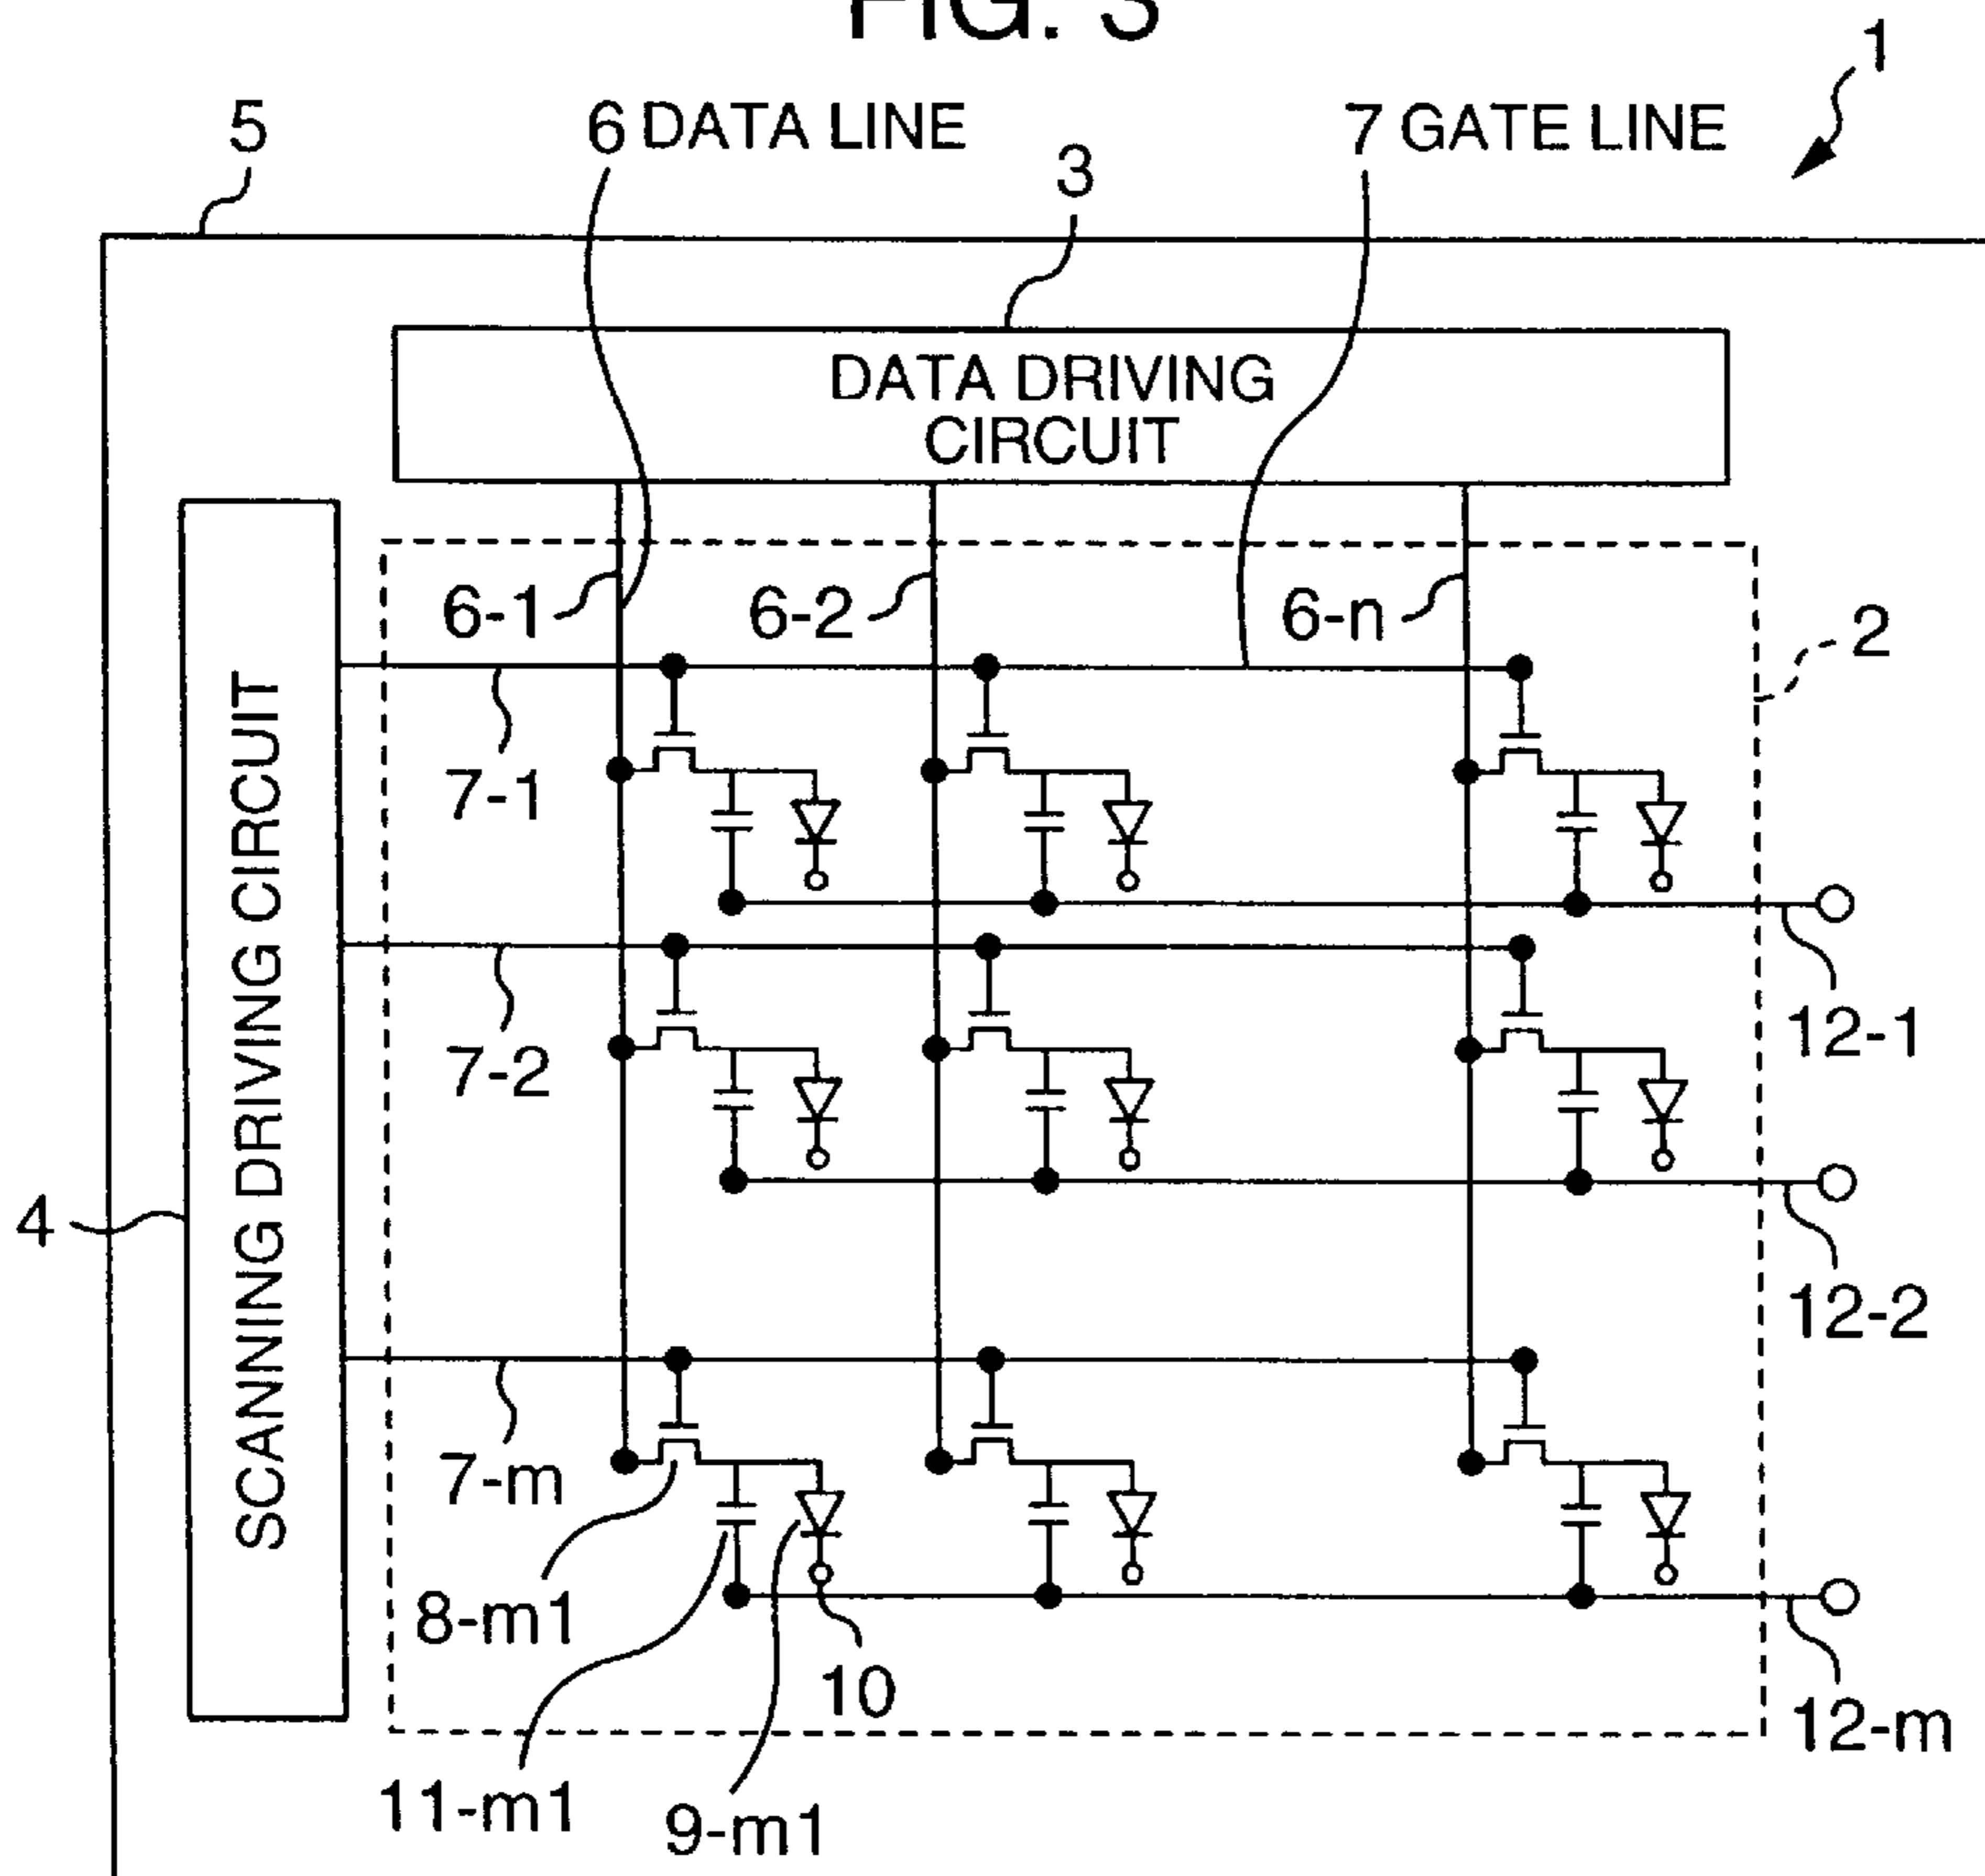 FIG. 3
1
5
6 DATA LINE
7 GATE LINE
3
DATA DRIVING
CIRCUIT
6-1
6-2
6-n
2
7-1
SCANNING DRIVING CIRCUIT
12-1
7-2
4
12-2
7-m
8-m1
10
12-m
11-m1
9-m1